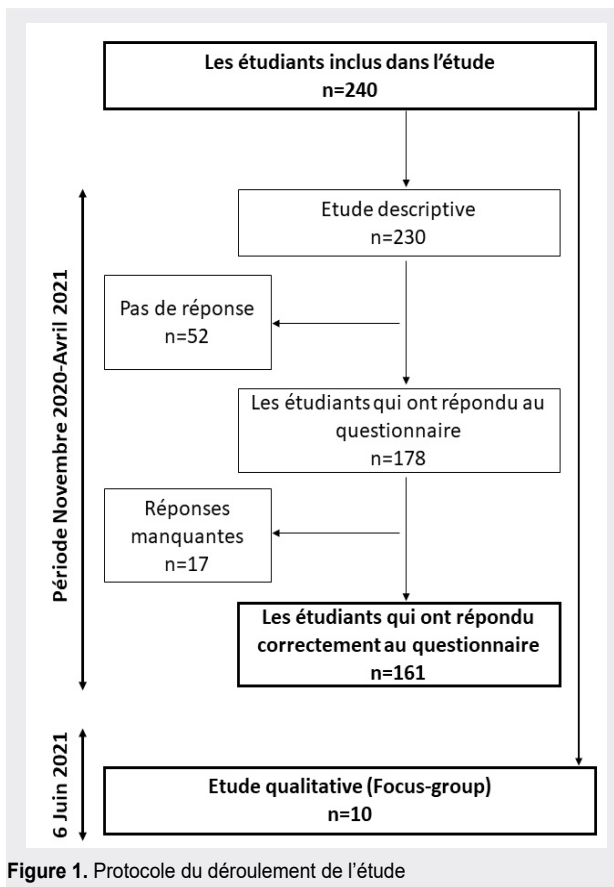 Les étudiants inclus dans l'étude
n=240
Etude descriptive
n=230
Pas de réponse
n=52
Les étudiants qui ont répondu au
questionnaire
n=178
Réponses
manquantes
n=17
Les étudiants qui ont répondu
correctement au questionnaire
n=161
Période Novembre 2020-Avril 2021
Etude qualitative (Focus-group)
n=10
6 Juin 2021
Figure 1. Protocole du déroulement de l'étude